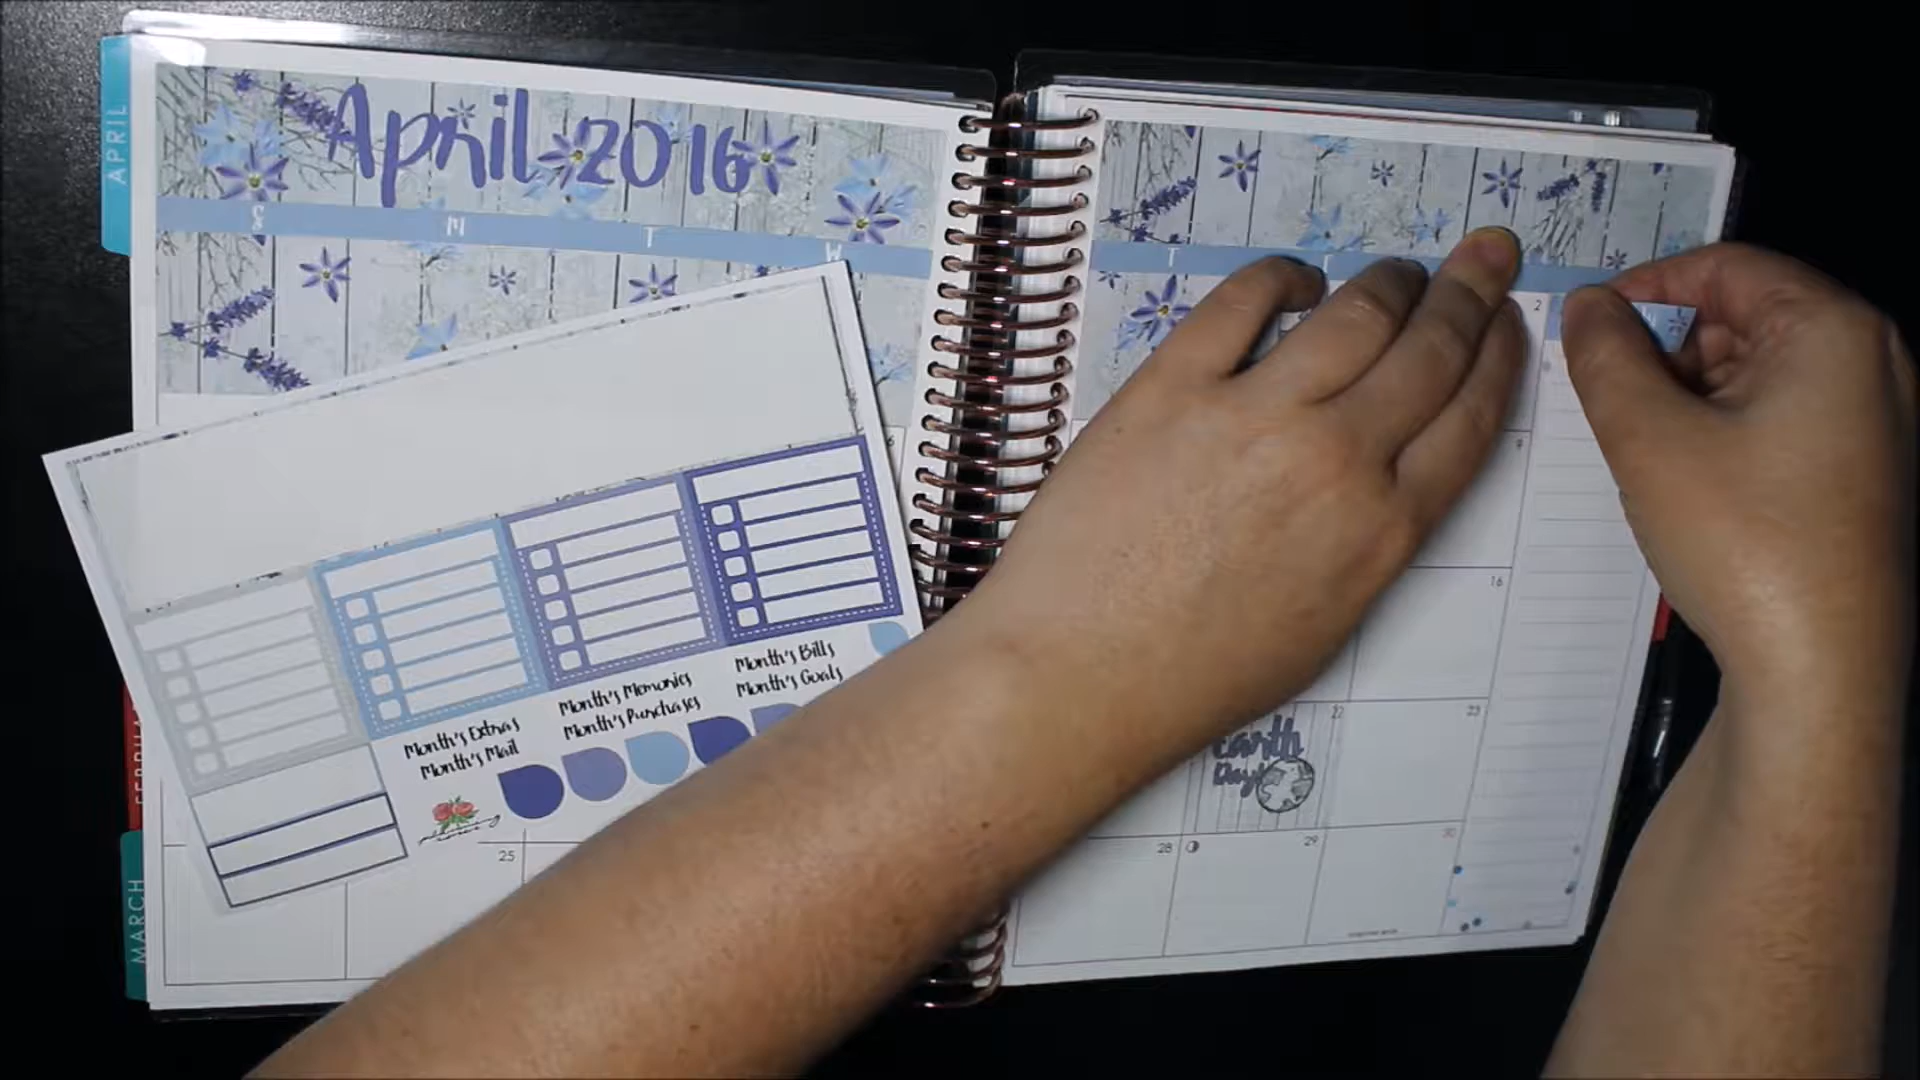 APRIL
April 2016
S M T W
T
2
6
9
16
Month's Bills
Month's Goals
Month's Memories
Month's Purchases
Month's Extras
Month's Mail
Earth
Day!
22
23
25
28
29
30
MARCH